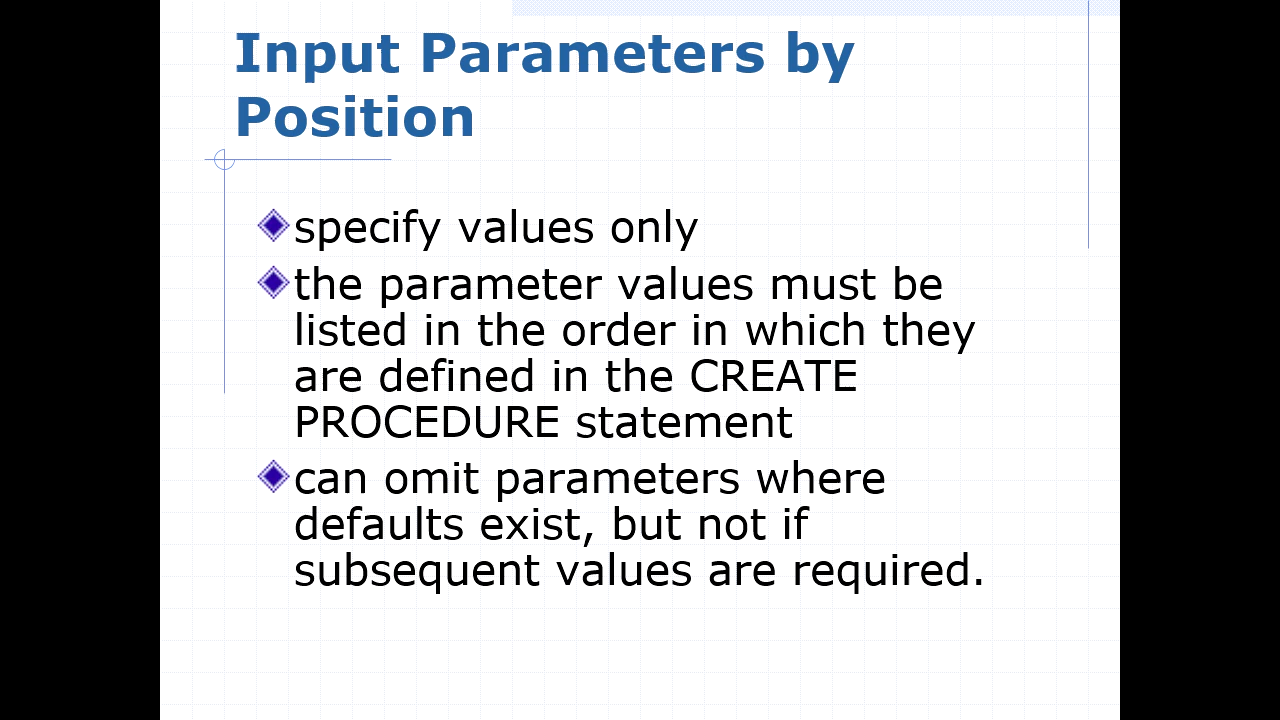 Input Parameters by
Position
specify values only
the parameter values must be
listed in the order in which they
are defined in the CREATE
PROCEDURE statement
can omit parameters where
defaults exist, but not if
subsequent values are required.